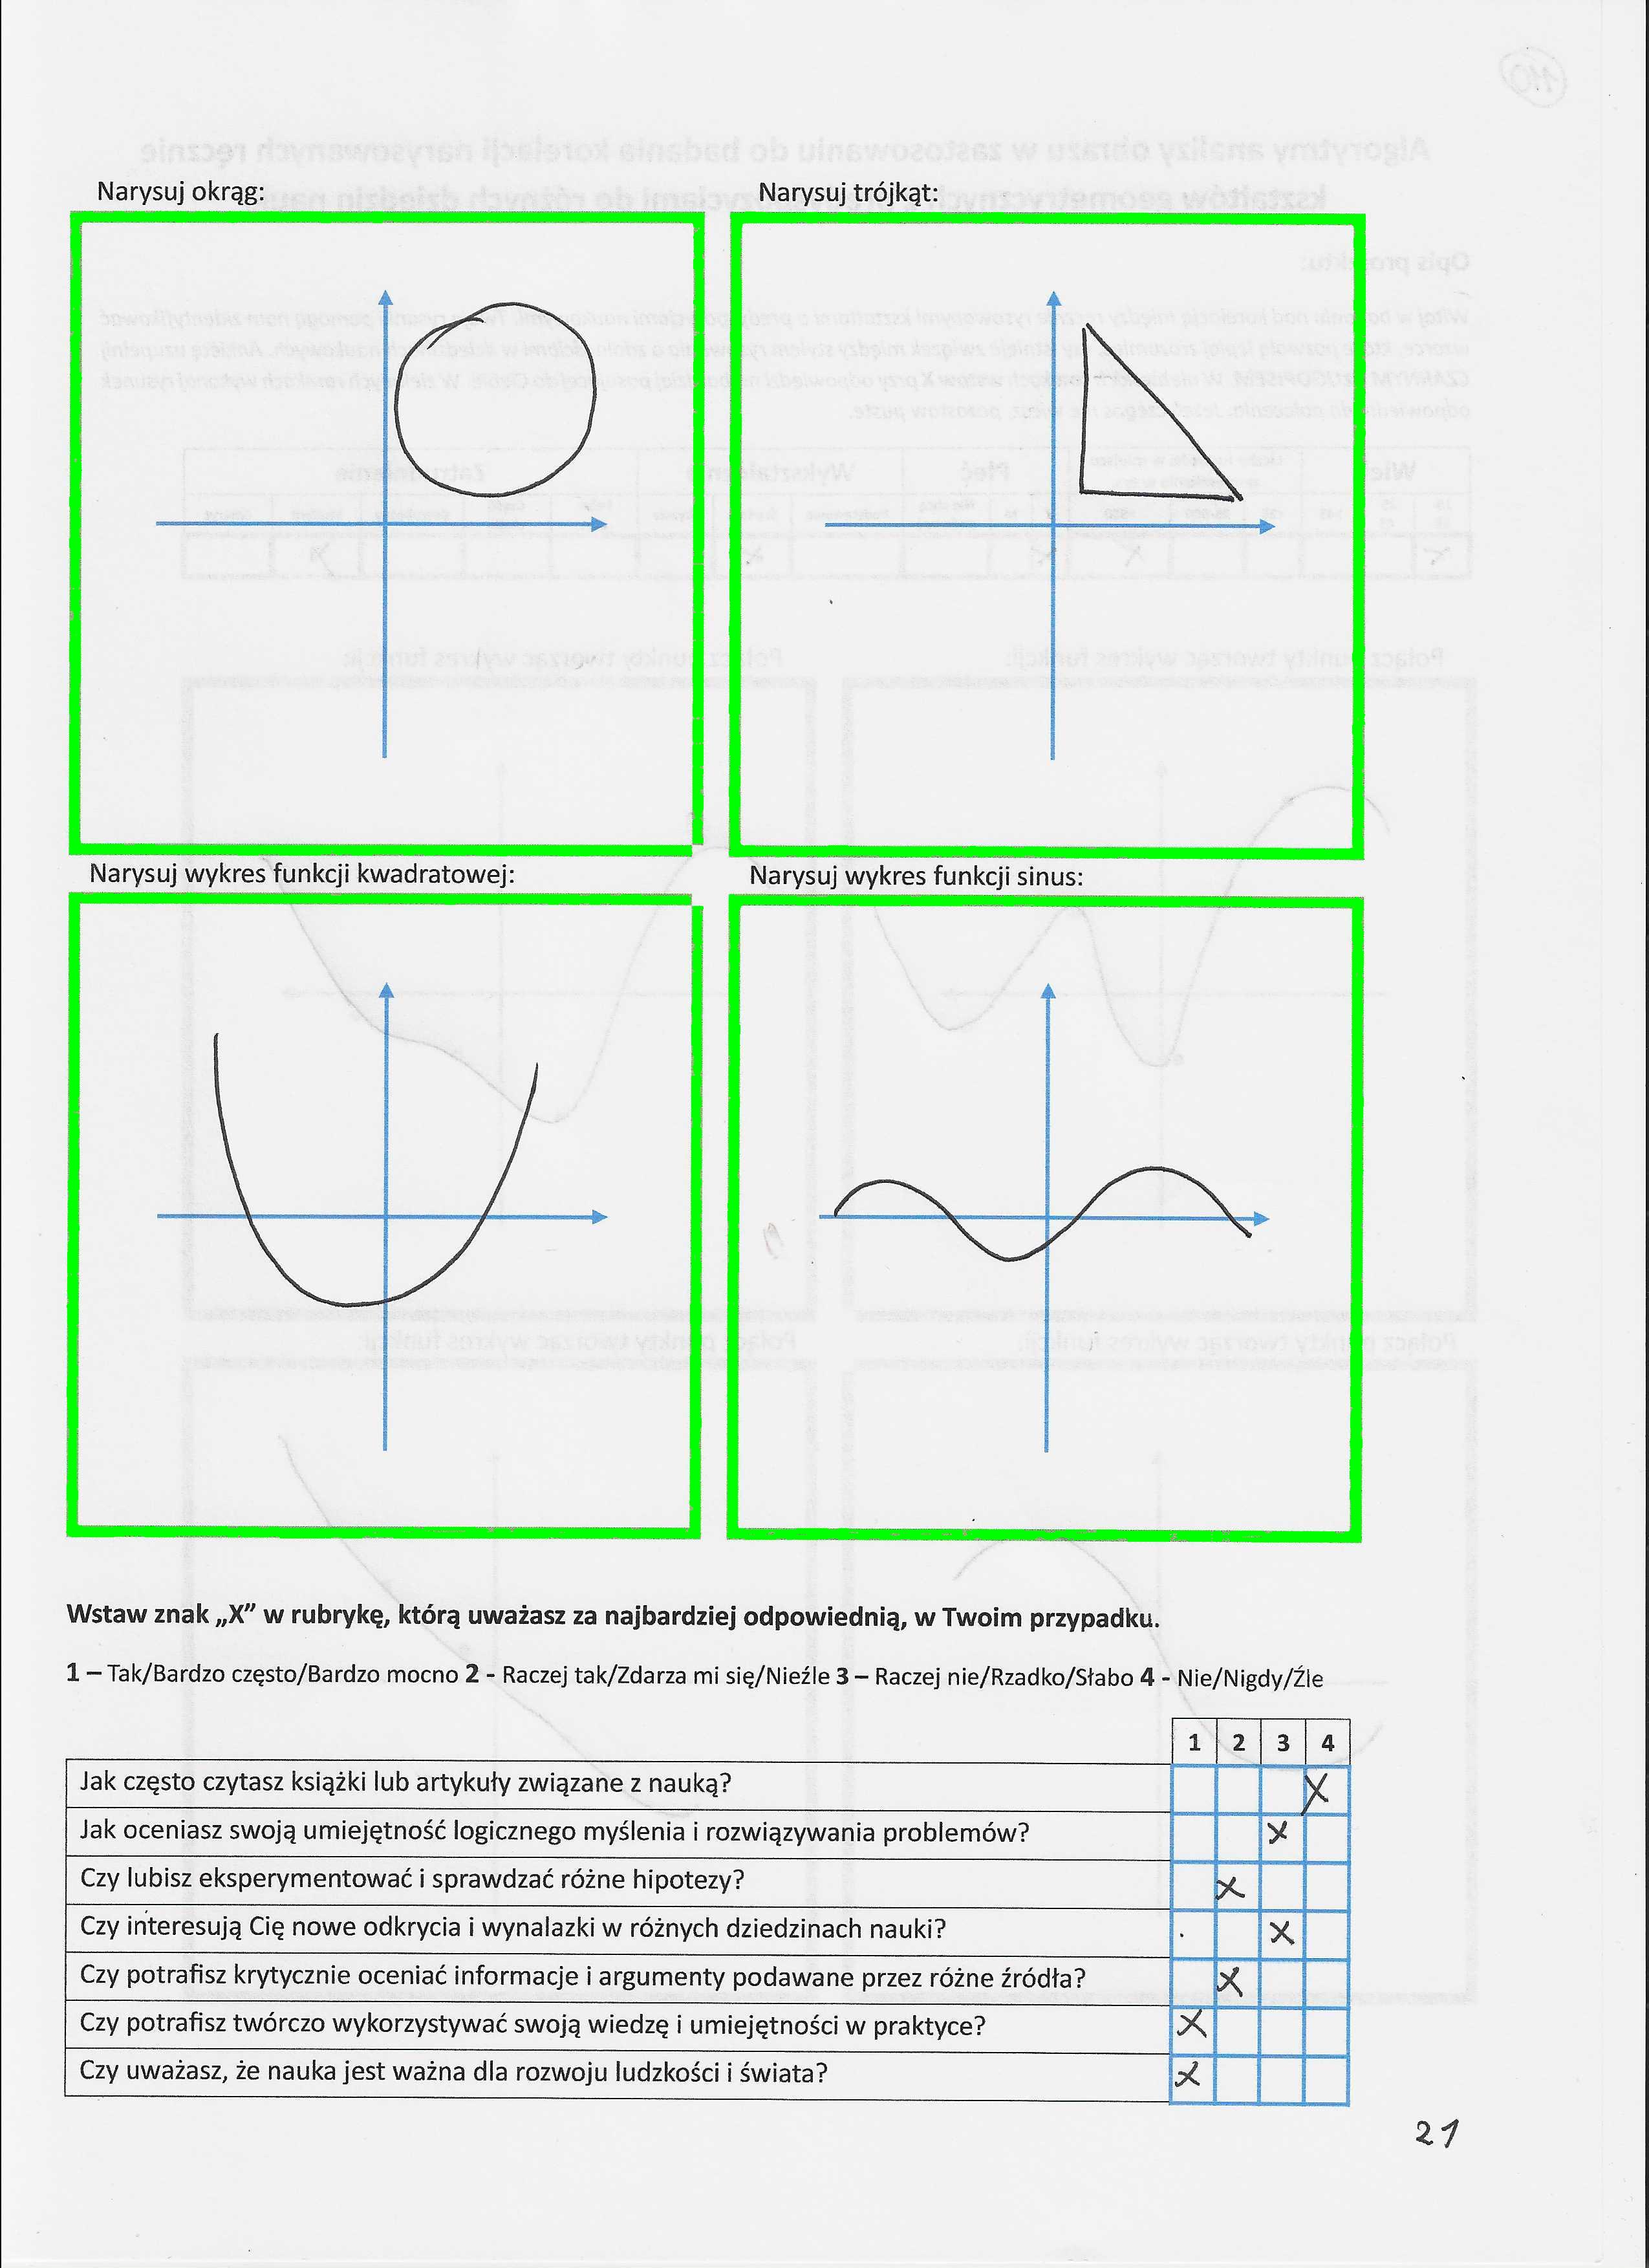 Narysuj okrąg:
Narysuj trójkąt:
Narysuj wykres funkcji kwadratowej:
Narysuj wykres funkcji sinus:
Wstaw znak „X” w rubrykę, którą uważasz za najbardziej odpowiednią, w Twoim przypadku.
1 – Tak/Bardzo często/Bardzo mocno 2 - Raczej tak/Zdarza mi się/Nieźle 3 – Raczej nie/Rzadko/Słabo 4 - Nie/Nigdy/Źle
1 2 3 4
Jak często czytasz książki lub artykuły związane z nauką? X
Jak oceniasz swoją umiejętność logicznego myślenia i rozwiązywania problemów? X
Czy lubisz eksperymentować i sprawdzać różne hipotezy? X
Czy interesują Cię nowe odkrycia i wynalazki w różnych dziedzinach nauki? X
Czy potrafisz krytycznie oceniać informacje i argumenty podawane przez różne źródła? X
Czy potrafisz twórczo wykorzystywać swoją wiedzę i umiejętności w praktyce? X
Czy uważasz, że nauka jest ważna dla rozwoju ludzkości i świata? X
21